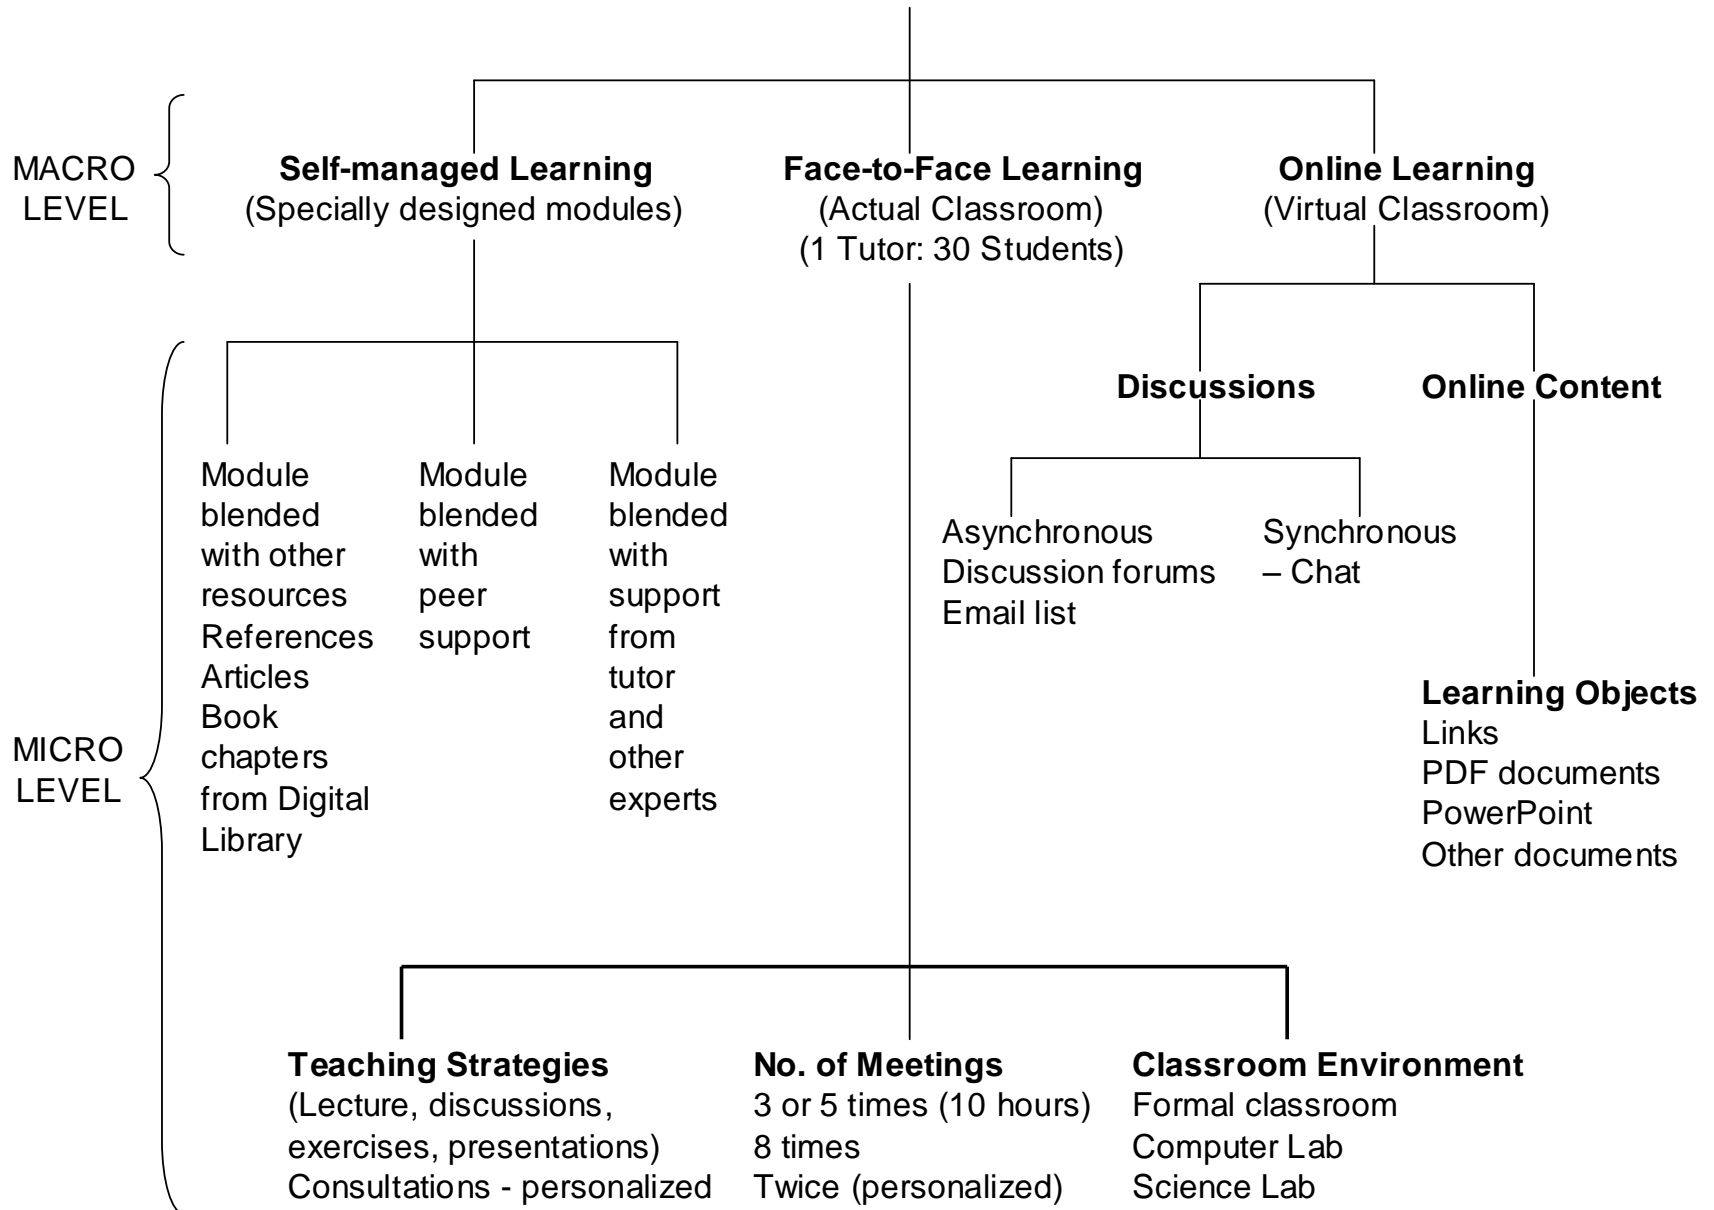 MACRO
LEVEL
Self-managed Learning
(Specially designed modules)
Face-to-Face Learning
(Actual Classroom)
(1 Tutor: 30 Students)
Online Learning
(Virtual Classroom)
MICRO
LEVEL
Module
blended
with other
resources
References
Articles
Book
chapters
from Digital
Library
Module
blended
with
peer
support
Module
blended
with
support
from
tutor
and
other
experts
Discussions
Asynchronous
Discussion forums
Email list
Synchronous
– Chat
Online Content
Learning Objects
Links
PDF documents
PowerPoint
Other documents
Teaching Strategies
(Lecture, discussions,
exercises, presentations)
Consultations - personalized
No. of Meetings
3 or 5 times (10 hours)
8 times
Twice (personalized)
Classroom Environment
Formal classroom
Computer Lab
Science Lab